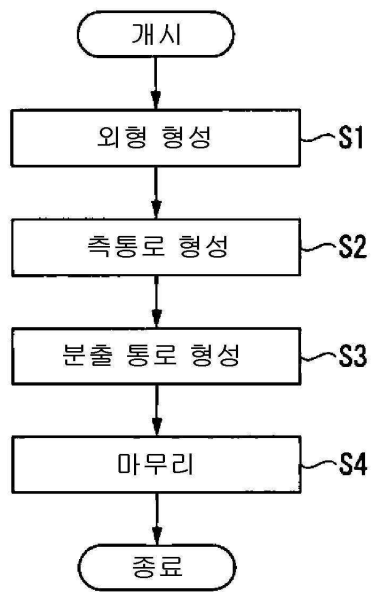 개시
외형 형성 S1
측통로 형성 S2
분출 통로 형성 S3
마무리 S4
종료